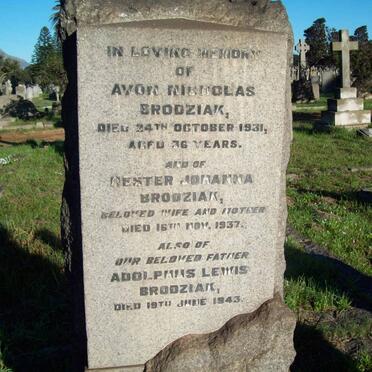 IN LOVING MEMORY
OF
AVON NICHOLAS
BRODZIAK,
DIED 24TH OCTOBER 1931,
AGED 36 YEARS.
AND OF
HESTER JOHANNA
BRODZIAK,
BELOVED WIFE AND MOTHER
DIED 16TH NOV. 1937.
ALSO OF
OUR BELOVED FATHER
ADOLPHUS LEWIS
BRODZIAK,
DIED 19TH JUNE 1943.